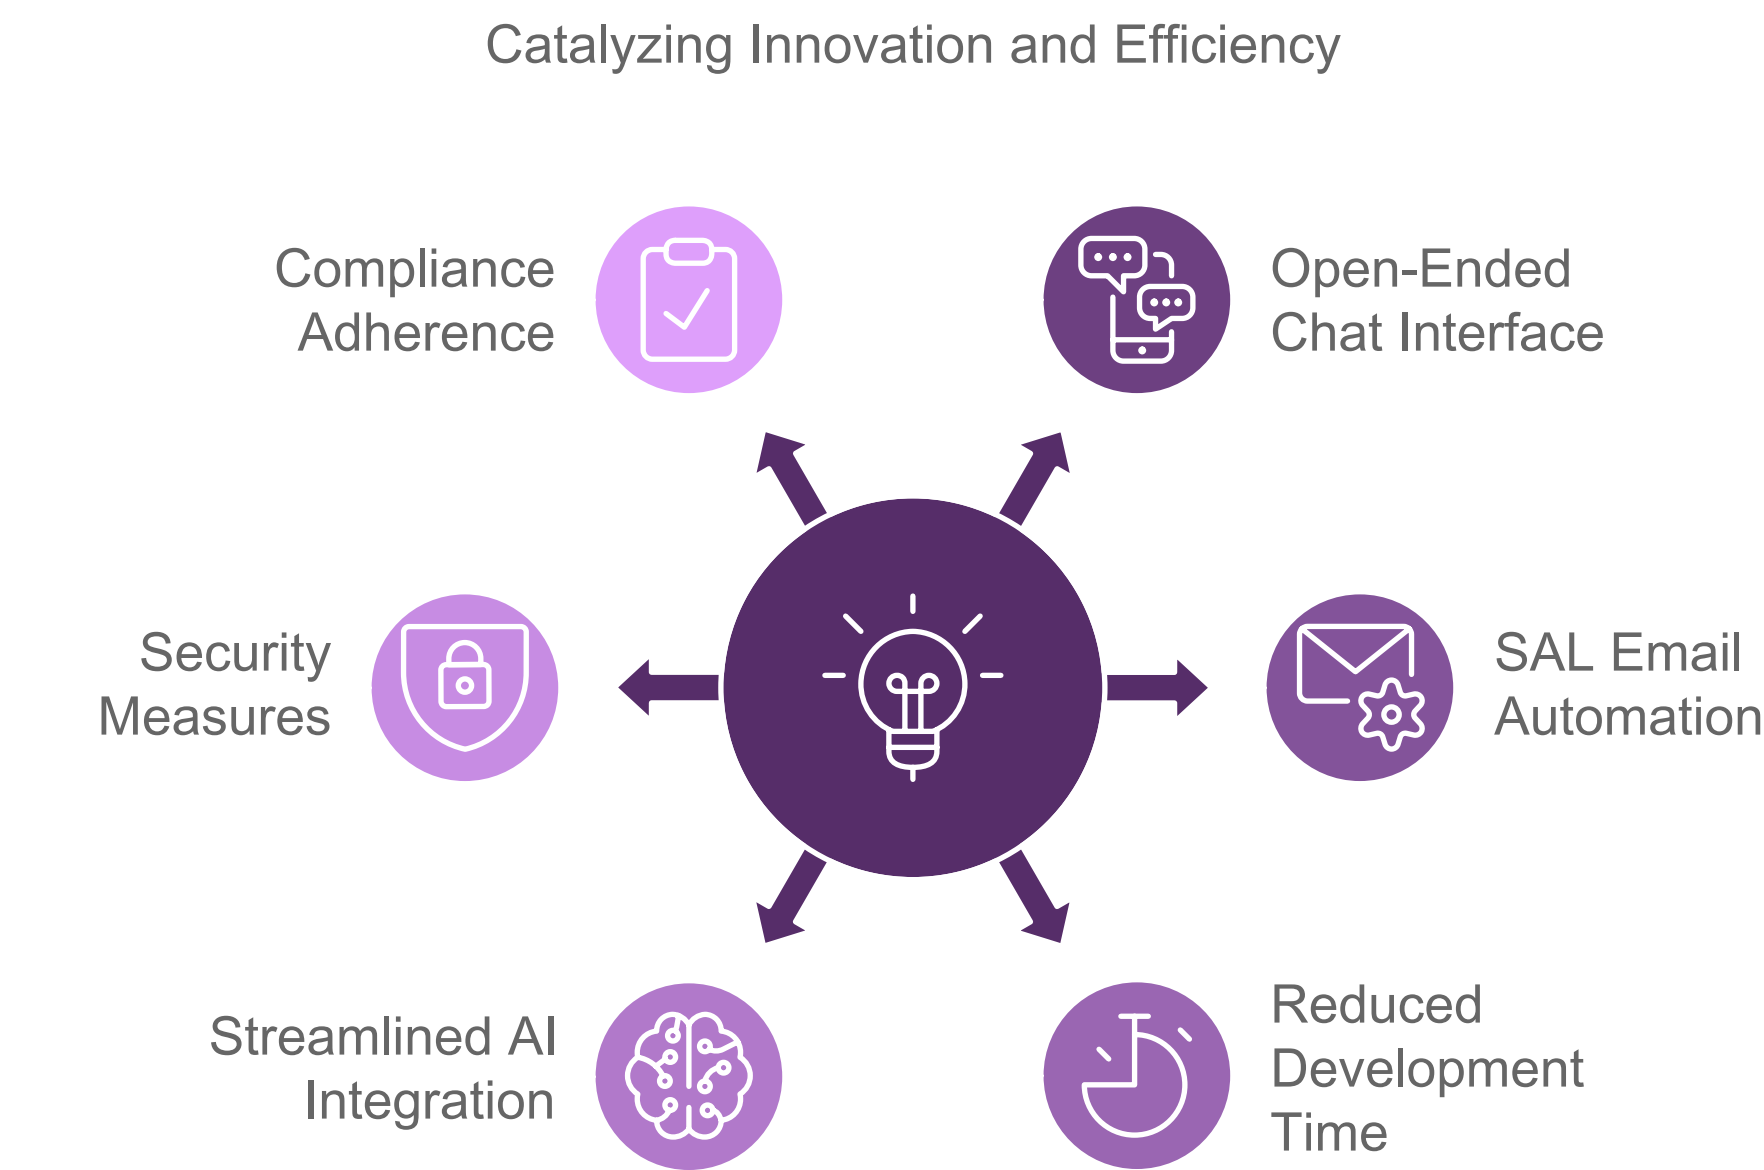 Catalyzing Innovation and Efficiency
Compliance
Adherence
Open-Ended
Chat Interface
Security
Measures
SAL Email
Automation
Streamlined AI
Integration
Reduced
Development
Time